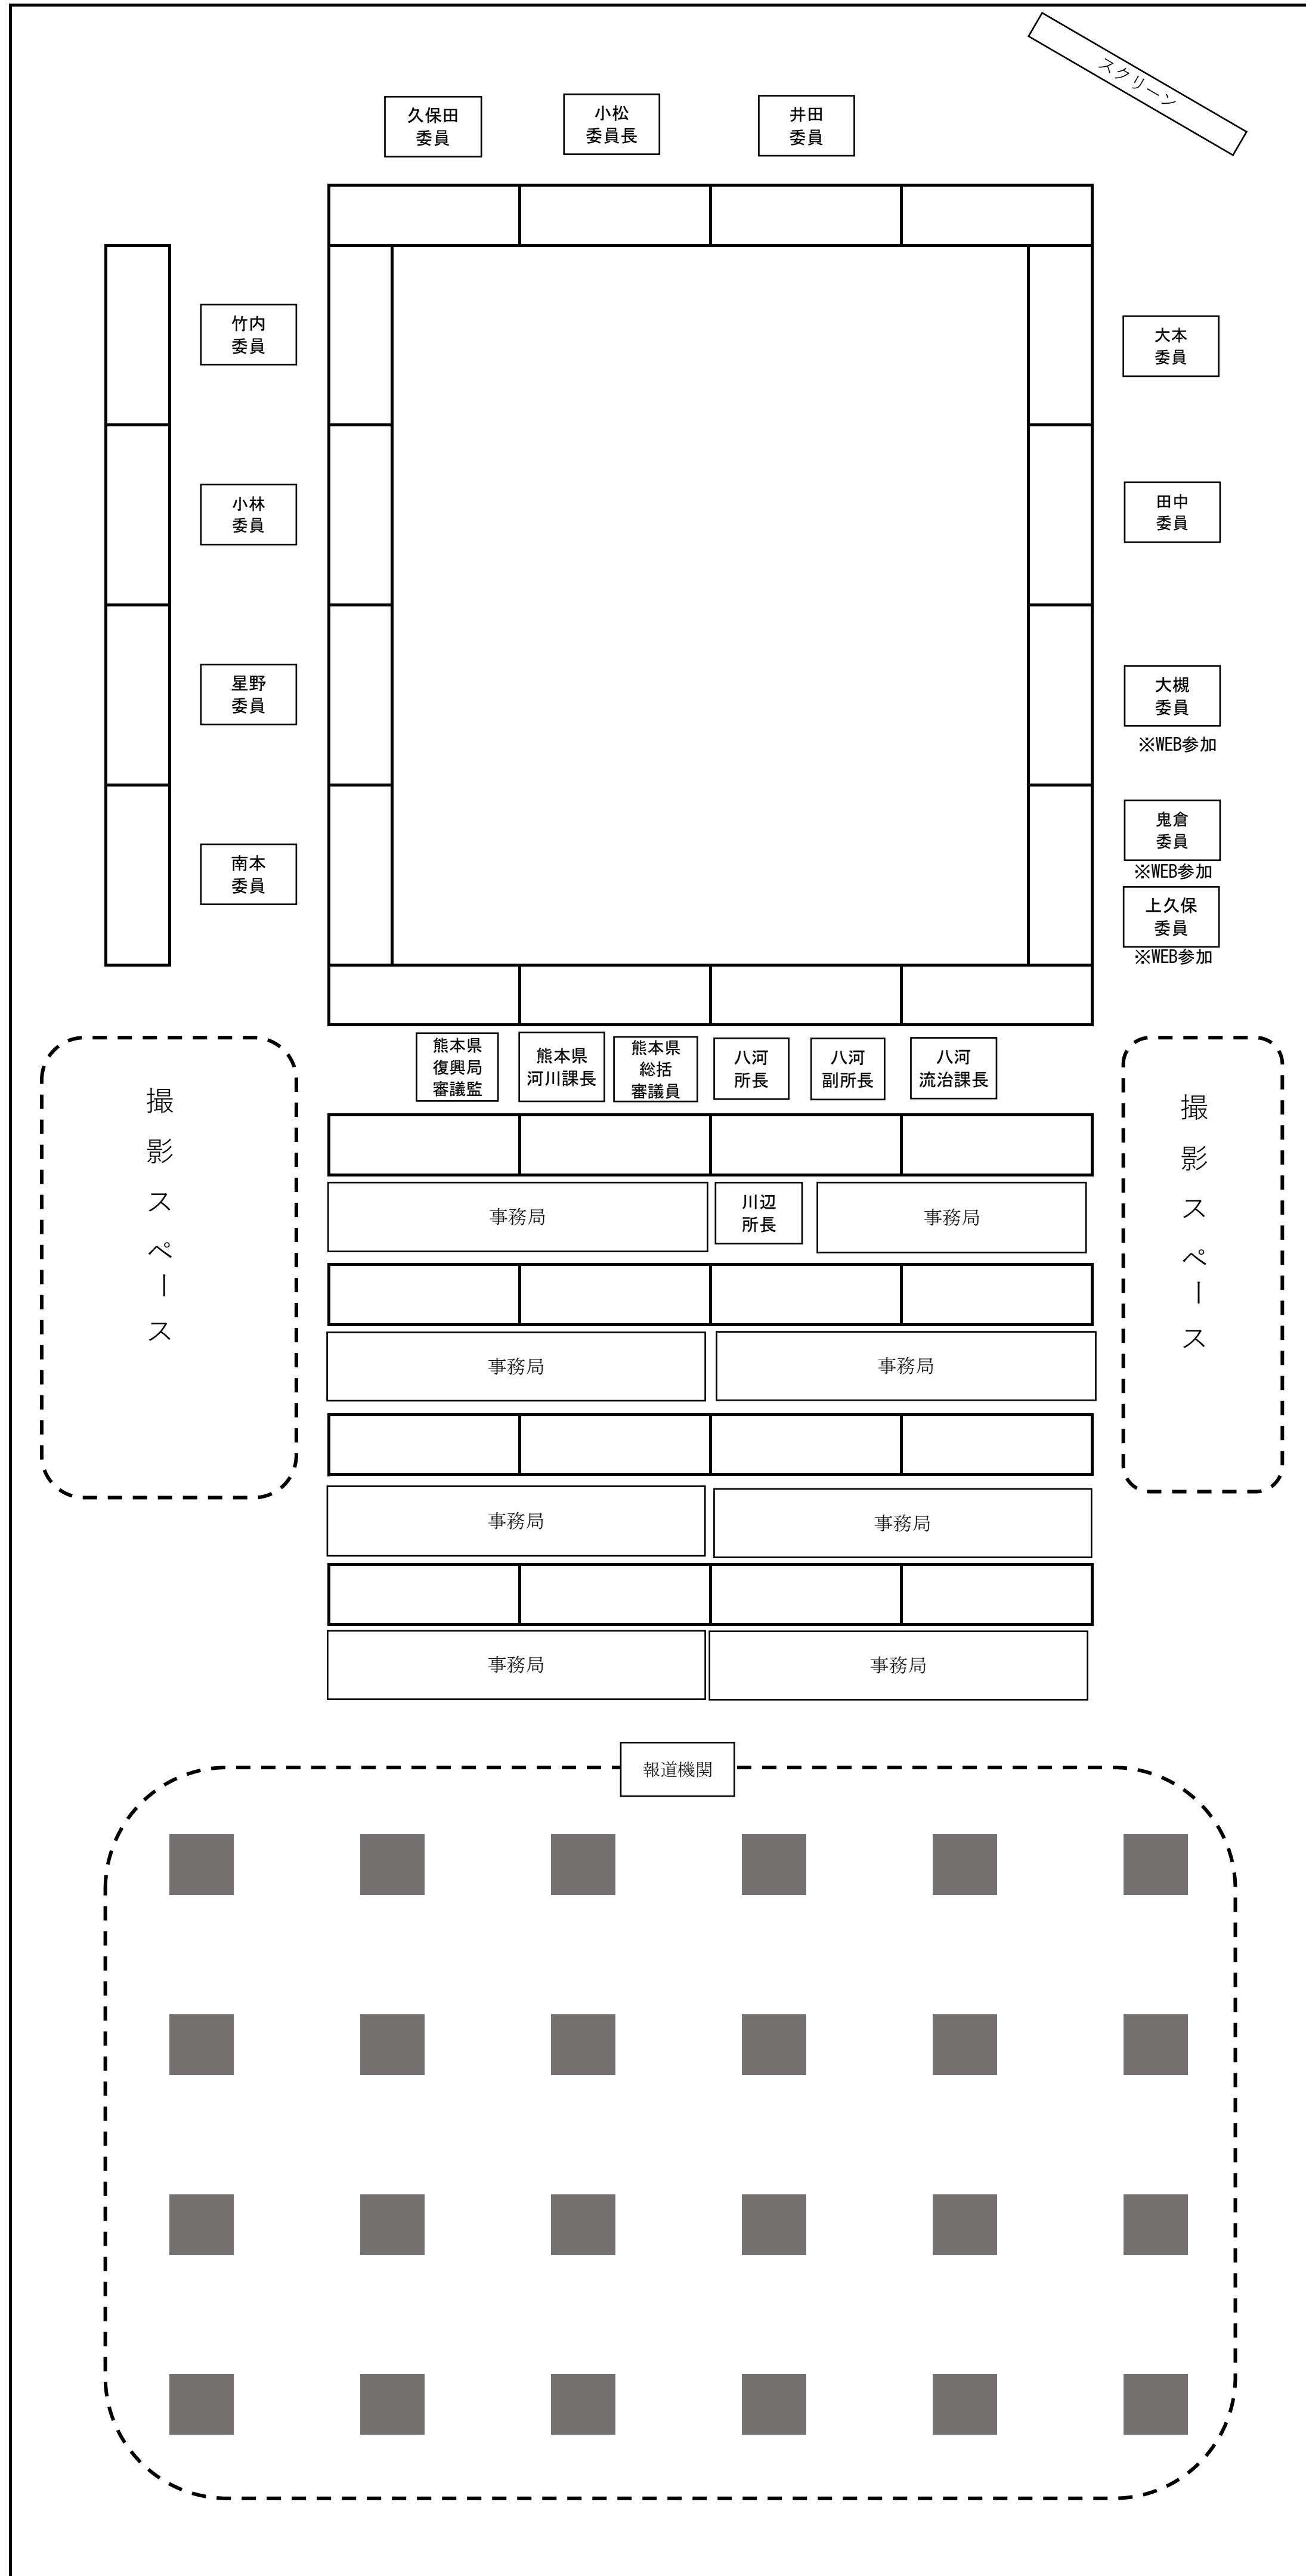 スクリーン
久保田
委員
小松
委員長
井田
委員
竹内
委員
大本
委員
小林
委員
田中
委員
星野
委員
大槻
委員
※WEB参加
南本
委員
鬼倉
委員
※WEB参加
上久保
委員
※WEB参加
熊本県
復興局
審議監
熊本県
河川課長
熊本県
総括
審議員
八河
所長
八河
副所長
八河
流治課長
撮影スペース
撮影スペース
事務局
川辺
所長
事務局
事務局
事務局
事務局
事務局
事務局
事務局
報道機関